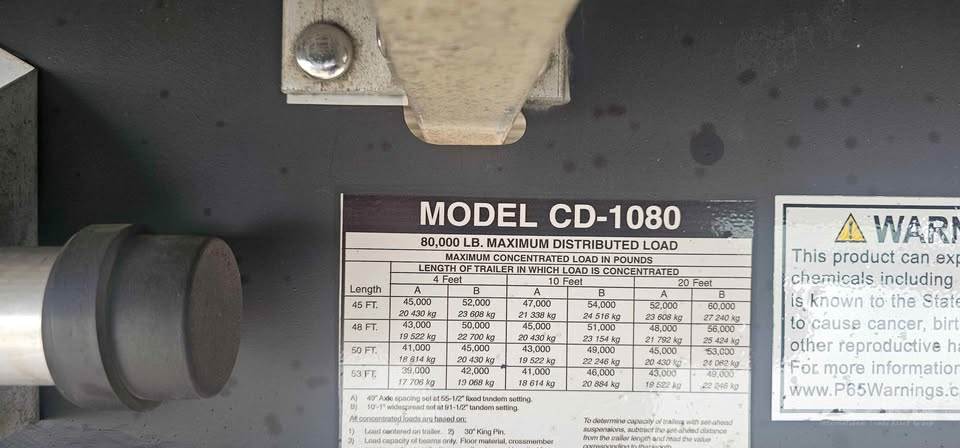 MODEL CD-1080
80,000 LB. MAXIMUM DISTRIBUTED LOAD
MAXIMUM CONCENTRATED LOAD IN POUNDS
LENGTH OF TRAILER IN WHICH LOAD IS CONCENTRATED
Length 4 Feet 10 Feet 20 Feet
A B A B A B
45 FT. 45,000 52,000 47,000 54,000 52,000 60,000
20 430 kg 23 608 kg 21 338 kg 24 516 kg 23 608 kg 27 240 kg
48 FT. 43,000 50,000 45,000 51,000 48,000 56,000
19 522 kg 22 700 kg 20 430 kg 23 154 kg 21 792 kg 25 424 kg
50 FT. 41,000 45,000 43,000 49,000 45,000 53,000
18 614 kg 20 430 kg 19 522 kg 22 246 kg 20 430 kg 24 062 kg
53 FT. 39,000 42,000 41,000 46,000 43,000 49,000
17 706 kg 19 068 kg 18 614 kg 20 884 kg 19 522 kg 22 246 kg
A) 49" Axle spacing set at 55-1/2" fixed tandem setting.
B) 10'-1" widespread set at 91-1/2" tandem setting.
All concentrated loads are based on:
1) Load centered on trailer. 2) 30" King Pin.
3) Load capacity of beams only. Floor material, crossmember
To determine capacity of trailers with set-ahead
suspensions, subtract the set-ahead distance
from the trailer length and read the value
corresponding to that length.
WARN
This product can exp
chemicals including
is known to the State
to cause cancer, birt
other reproductive ha
For more information
www.P65Warnings.c